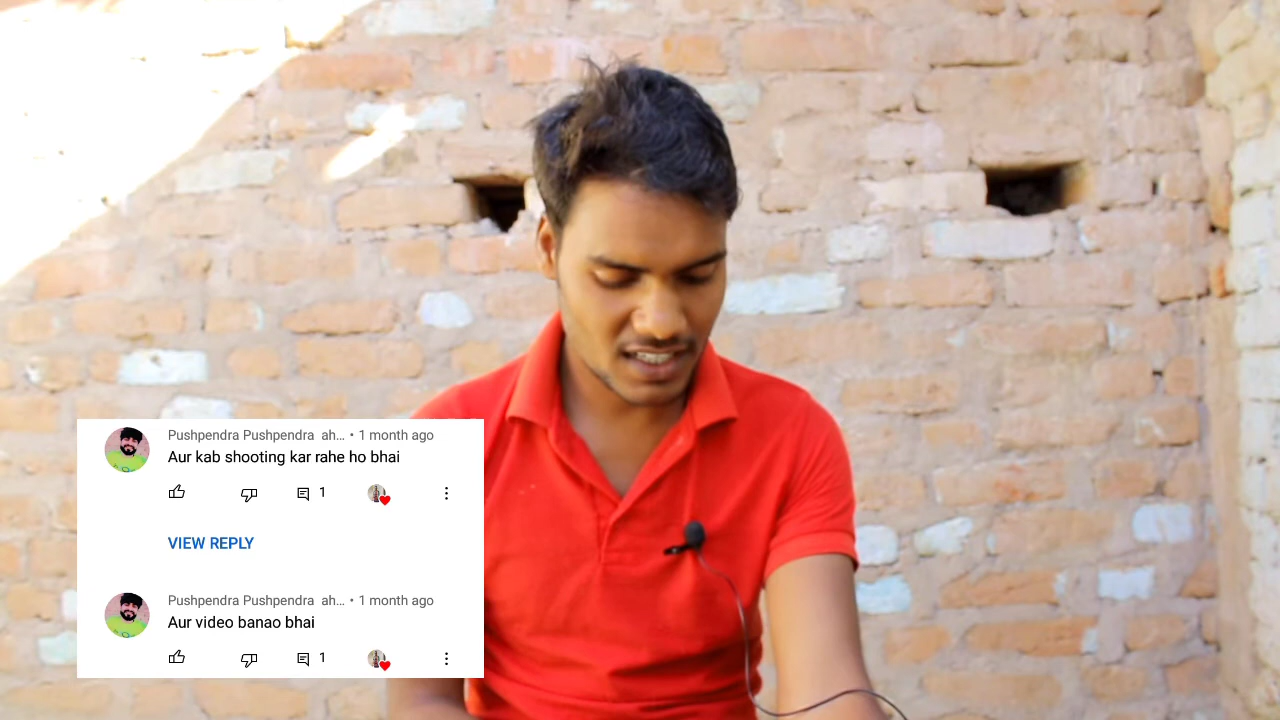 Pushpendra Pushpendra ah... • 1 month ago
Aur kab shooting kar rahe ho bhai
1
VIEW REPLY
Pushpendra Pushpendra ah... • 1 month ago
Aur video banao bhai
1